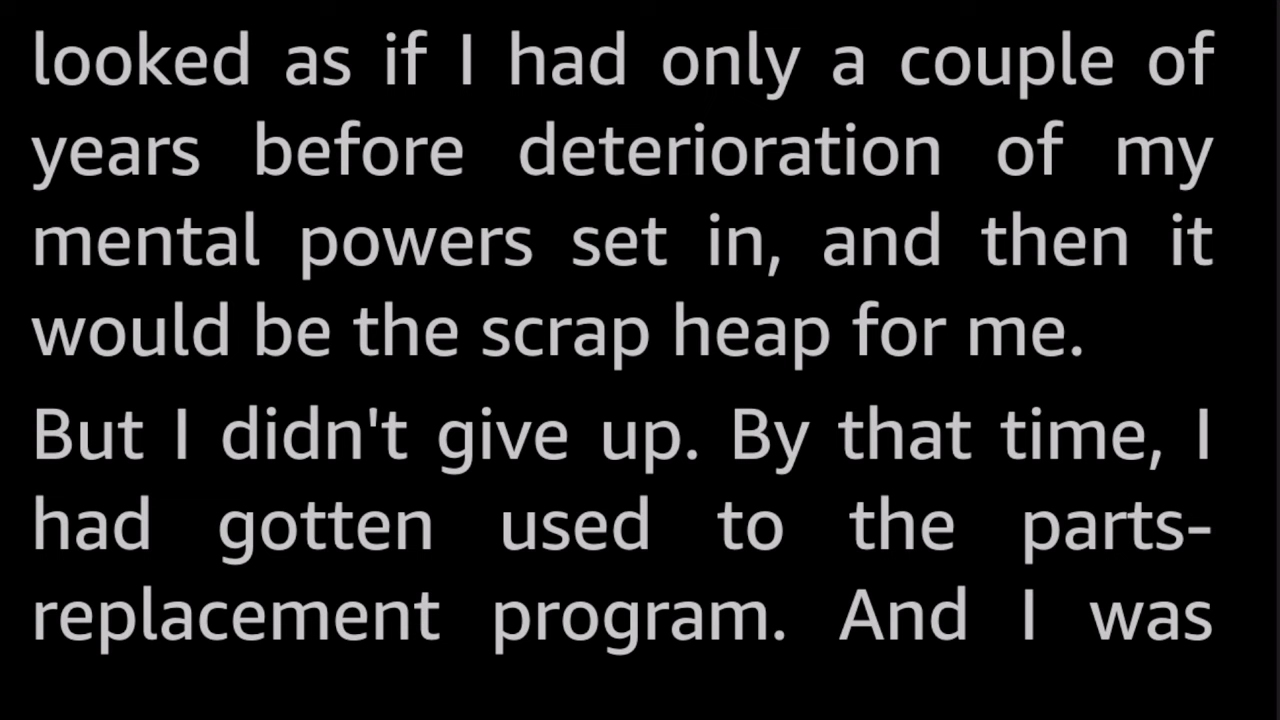 looked as if I had only a couple of
years before deterioration of my
mental powers set in, and then it
would be the scrap heap for me.
But I didn't give up. By that time, I
had gotten used to the parts-
replacement program. And I was